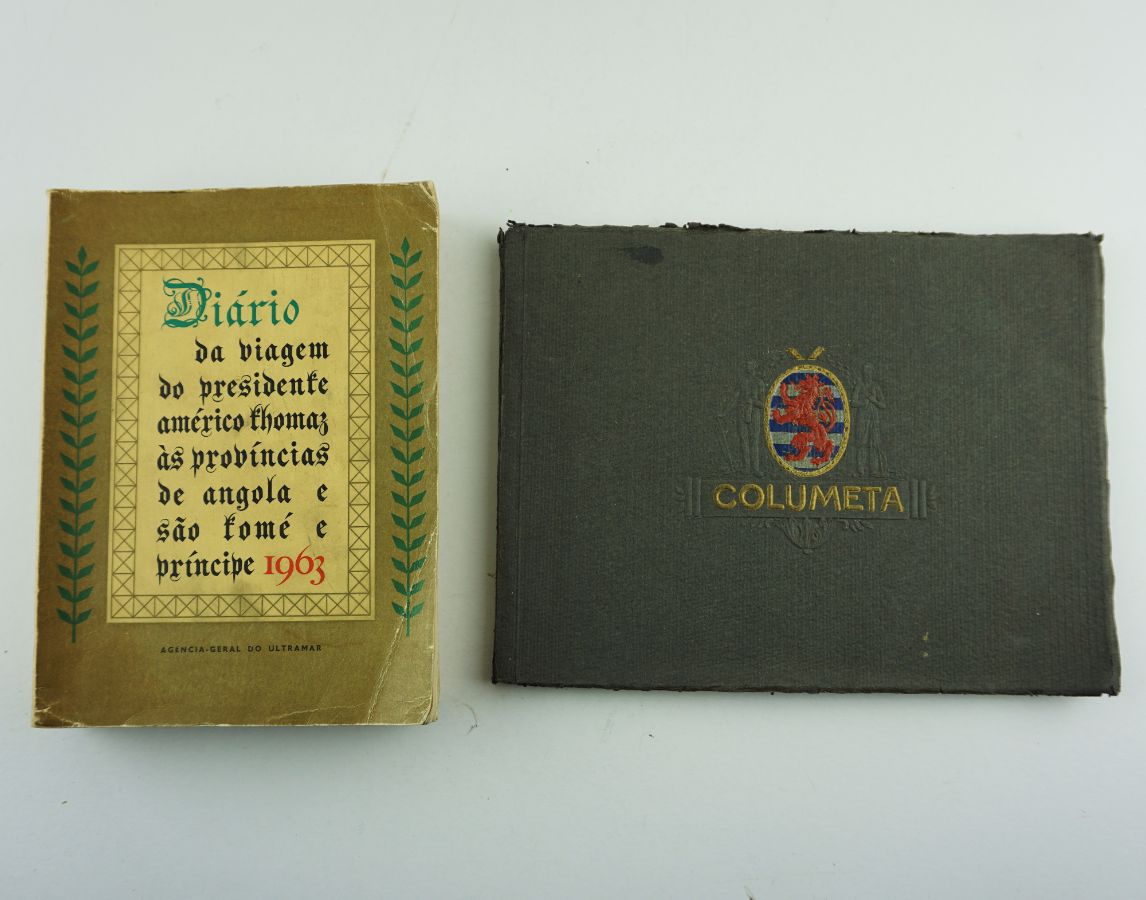 Diário
da viagem
do presidente
américo thomaz
às províncias
de angola e
são tomé e
príncipe 1963
AGÊNCIA-GERAL DO ULTRAMAR
COLUMETA